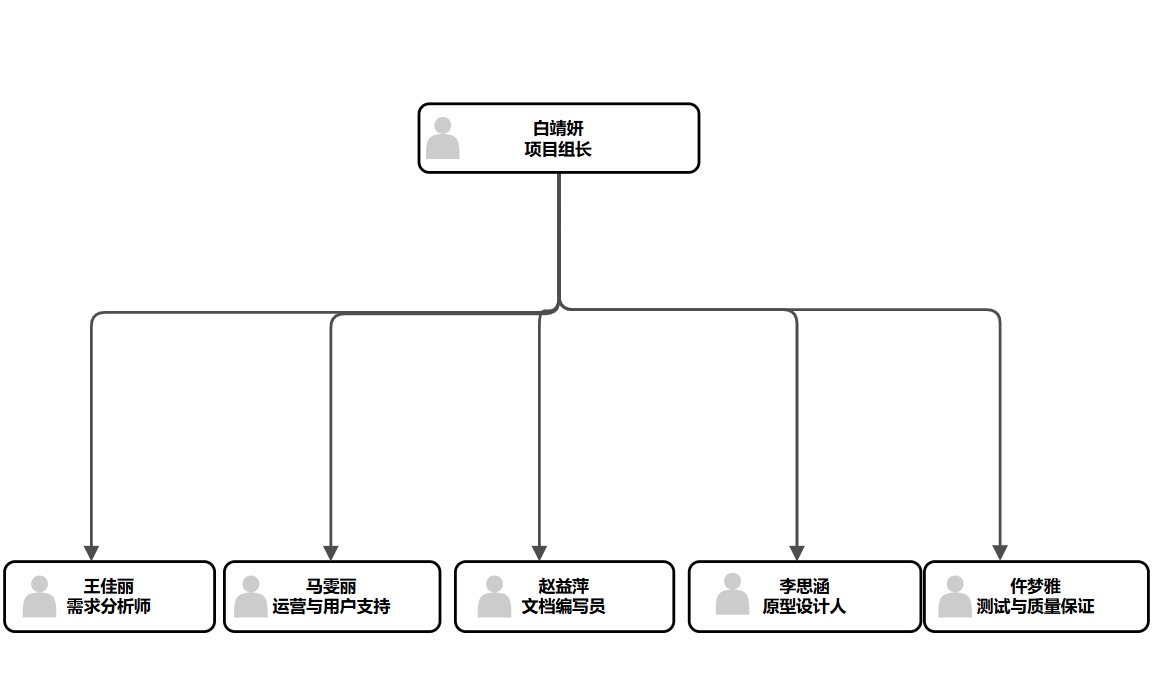 白靖妍
项目组长
王佳丽
需求分析师
马雯丽
运营与用户支持
赵益萍
文档编写员
李思涵
原型设计人
仵梦雅
测试与质量保证